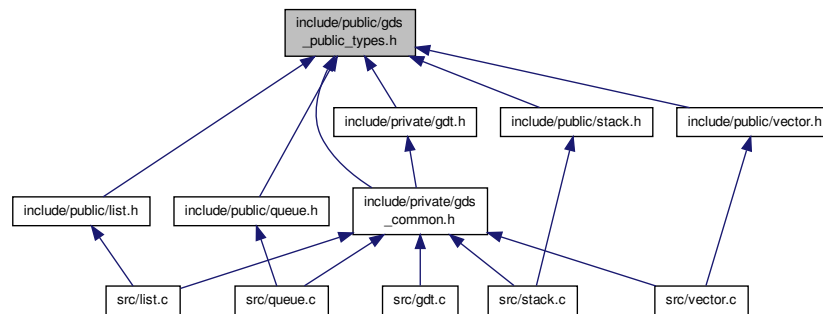 include/public/gds
_public_types.h
include/private/gdt.h
include/public/stack.h
include/public/vector.h
include/public/list.h
include/public/queue.h
include/private/gds
_common.h
src/list.c
src/queue.c
src/gdt.c
src/stack.c
src/vector.c